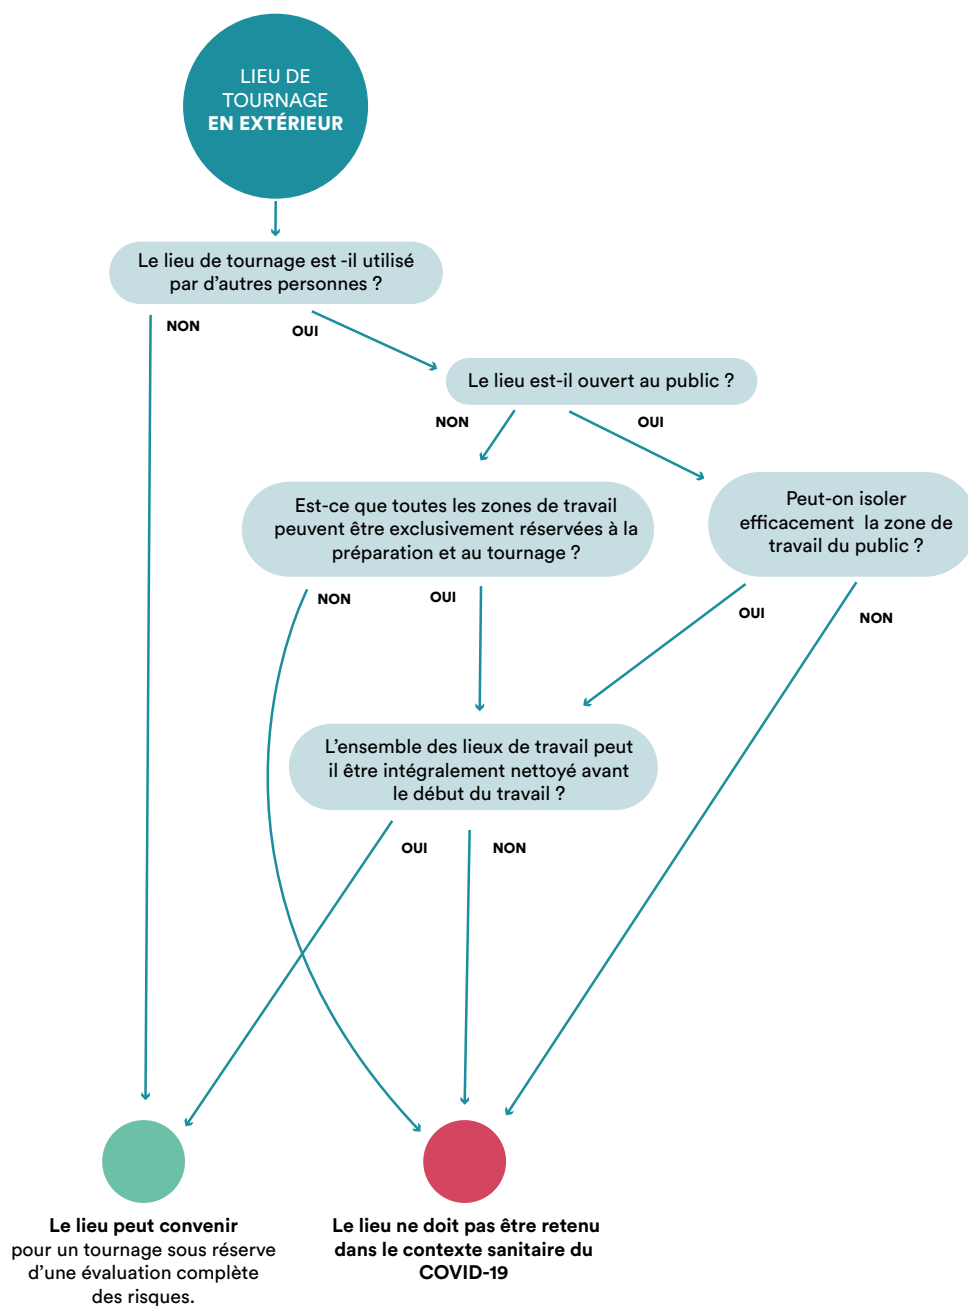 LIEU DE
TOURNAGE
EN EXTÉRIEUR
Le lieu de tournage est -il utilisé
par d'autres personnes ?
NON
OUI
Le lieu est-il ouvert au public ?
NON
OUI
Est-ce que toutes les zones de travail
peuvent être exclusivement réservées à la
préparation et au tournage ?
Peut-on isoler
efficacement la zone de
travail du public ?
NON
OUI
OUI
NON
L'ensemble des lieux de travail peut
il être intégralement nettoyé avant
le début du travail ?
OUI
NON
Le lieu peut convenir
pour un tournage sous réserve
d'une évaluation complète
des risques.
Le lieu ne doit pas être retenu
dans le contexte sanitaire du
COVID-19